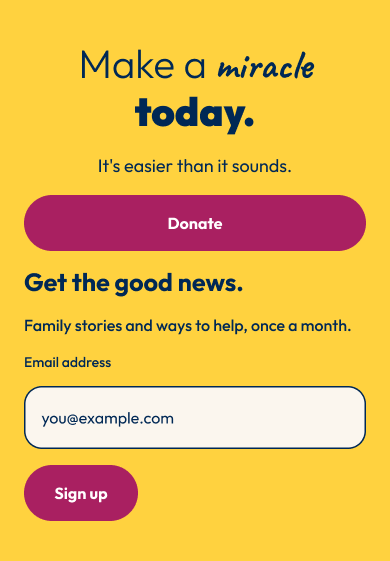 Make a miracle
today.
It's easier than it sounds.
Donate
Get the good news.
Family stories and ways to help, once a month.
Email address
you@example.com
Sign up